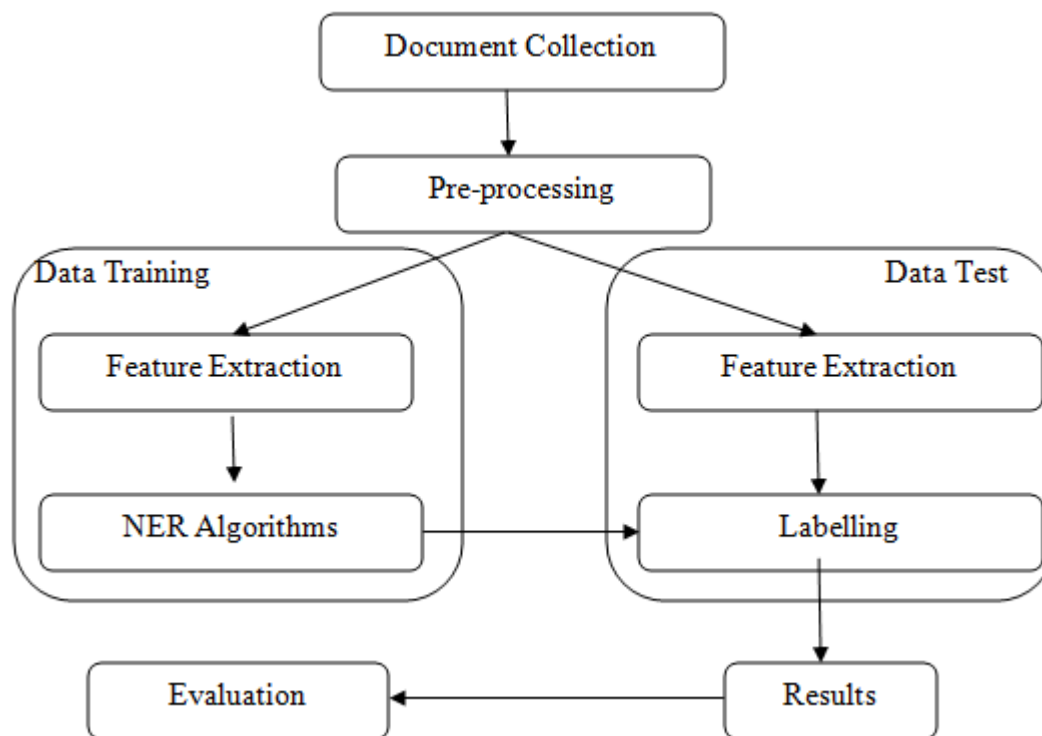 Document Collection
Pre-processing
Data Training
Data Test
Feature Extraction
Feature Extraction
NER Algorithms
Labelling
Evaluation
Results